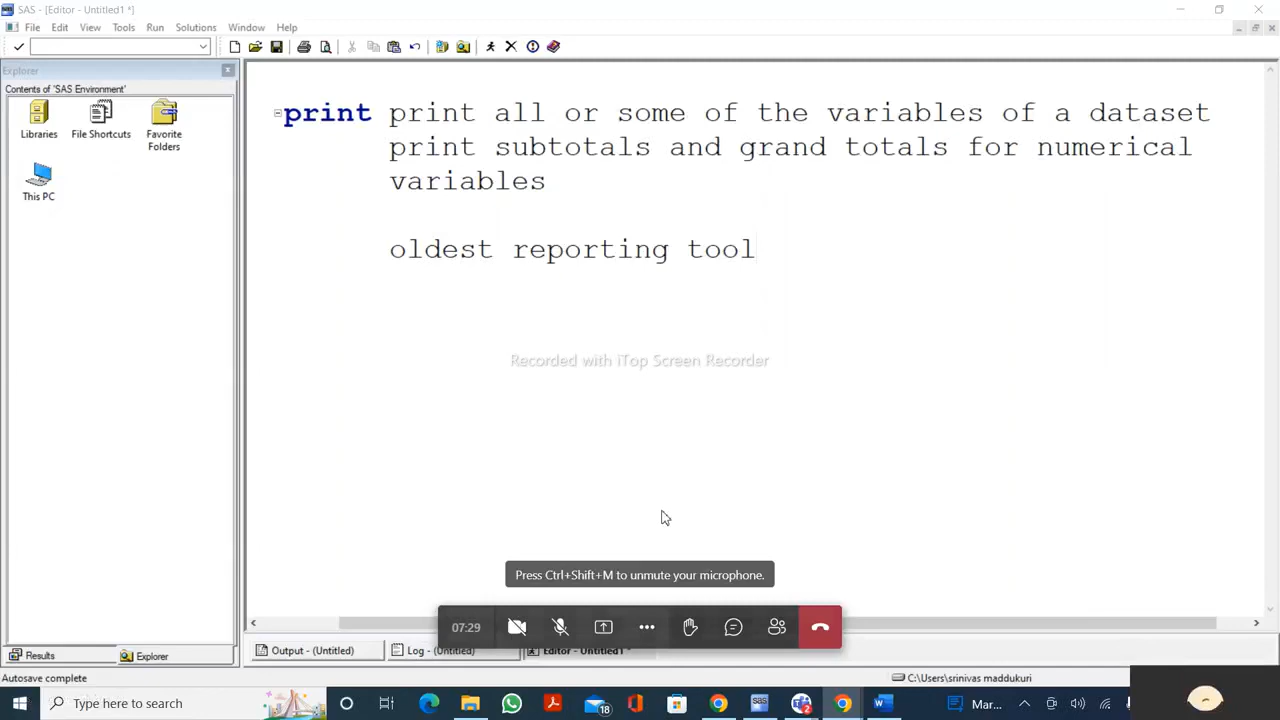 SAS - [Editor - Untitled1 *]
File Edit View Tools Run Solutions Window Help
Explorer
Contents of 'SAS Environment'
Libraries File Shortcuts Favorite Folders
This PC
print print all or some of the variables of a dataset
print subtotals and grand totals for numerical
variables
oldest reporting tool
Recorded with iTop Screen Recorder
Press Ctrl+Shift+M to unmute your microphone.
07:29
Output - (Untitled) Log - (Untitled) Editor - Untitled1 *
Results Explorer
Autosave complete C:\Users\srinivas maddukuri
Type here to search 18 Mar...